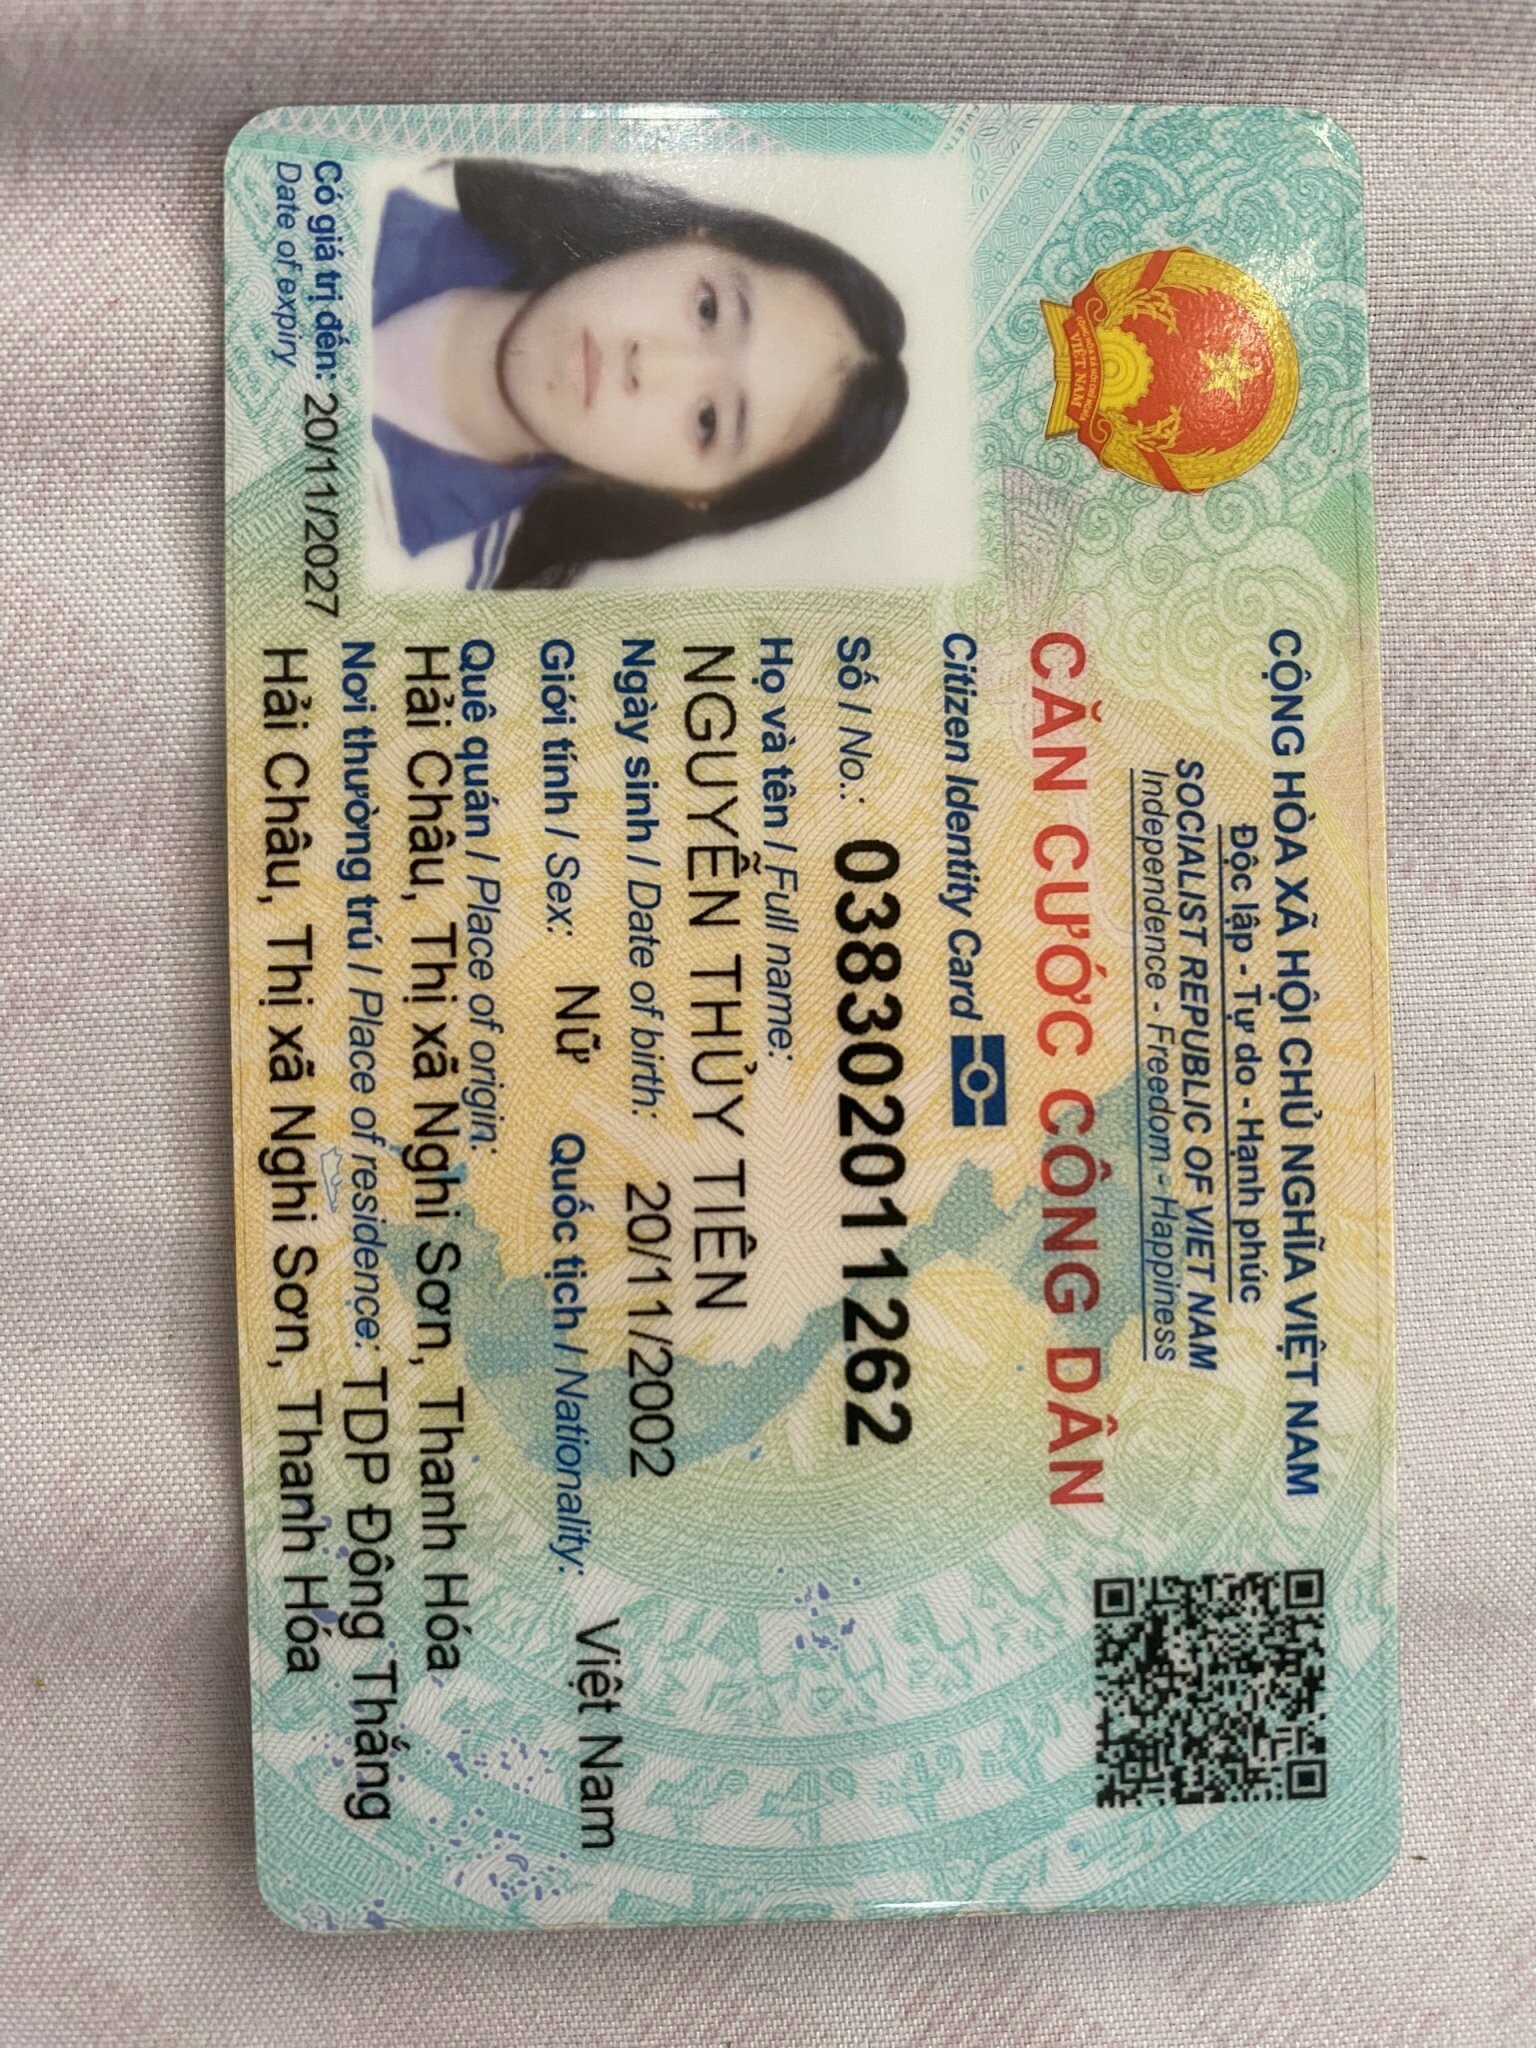 CỘNG HÒA XÃ HỘI CHỦ NGHĨA VIỆT NAM
Độc lập - Tự do - Hạnh phúc
SOCIALIST REPUBLIC OF VIET NAM
Independence - Freedom - Happiness
CĂN CƯỚC CÔNG DÂN
Citizen Identity Card
Số / No.: 038302011262
Họ và tên / Full name:
NGUYỄN THỦY TIÊN
Ngày sinh / Date of birth: 20/11/2002
Giới tính / Sex: Nữ Quốc tịch / Nationality: Việt Nam
Quê quán / Place of origin:
Hải Châu, Thị xã Nghi Sơn, Thanh Hóa
Nơi thường trú / Place of residence: TDP Đông Thắng
Hải Châu, Thị xã Nghi Sơn, Thanh Hóa
Có giá trị đến: 20/11/2027
Date of expiry
VIỆT NAM